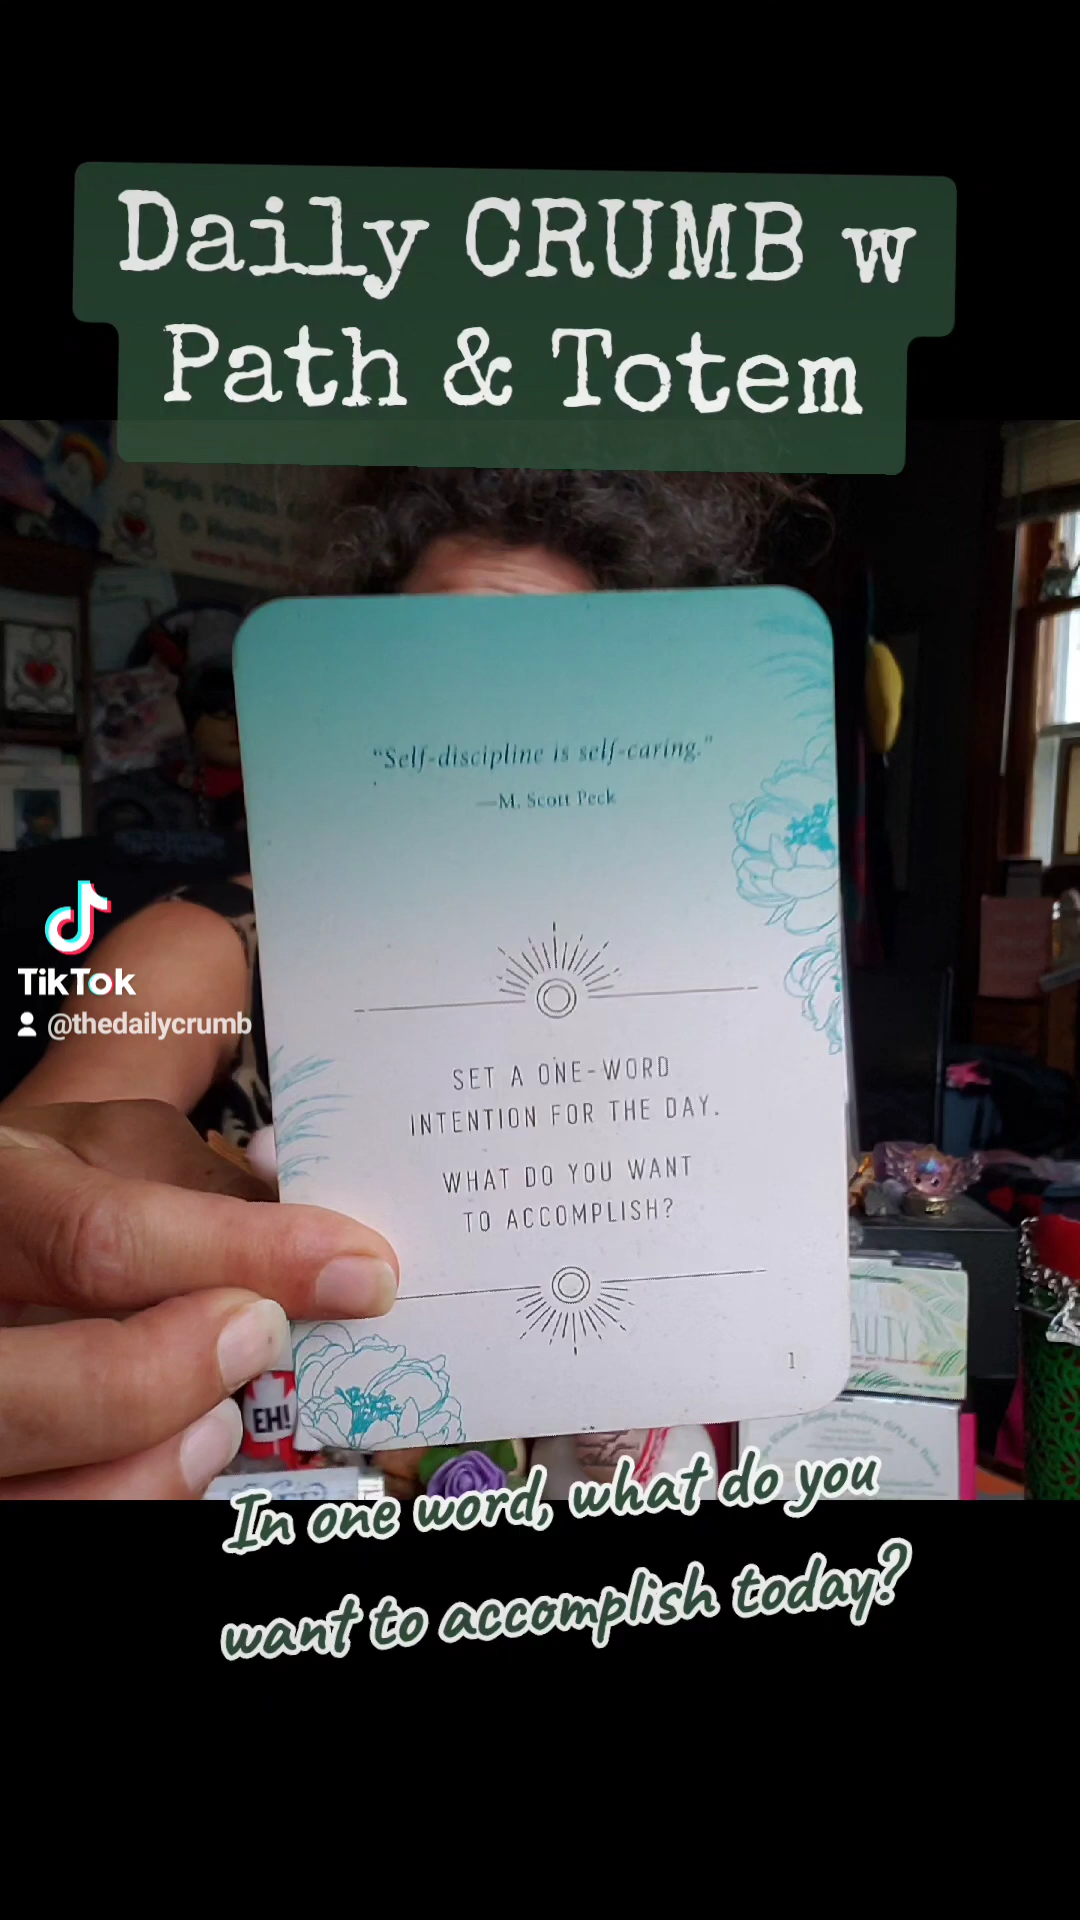 Daily CRUMB w
Path & Totem
“Self-discipline is self-caring.”
—M. Scott Peck
TikTok
@thedailycrumb
SET A ONE-WORD
INTENTION FOR THE DAY.
WHAT DO YOU WANT
TO ACCOMPLISH?
1
EH!
In one word, what do you
want to accomplish today?